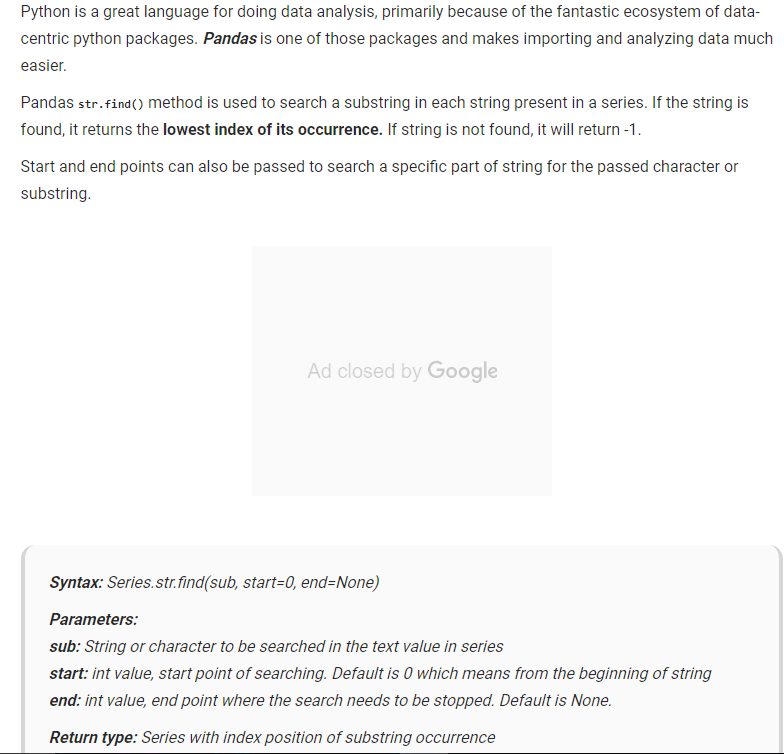 Python is a great language for doing data analysis, primarily because of the fantastic ecosystem of data-
centric python packages. Pandas is one of those packages and makes importing and analyzing data much
easier.
Pandas str.find() method is used to search a substring in each string present in a series. If the string is
found, it returns the lowest index of its occurrence. If string is not found, it will return -1.
Start and end points can also be passed to search a specific part of string for the passed character or
substring.
Ad closed by Google
Syntax: Series.str.find(sub, start=0, end=None)
Parameters:
sub: String or character to be searched in the text value in series
start: int value, start point of searching. Default is 0 which means from the beginning of string
end: int value, end point where the search needs to be stopped. Default is None.
Return type: Series with index position of substring occurrence